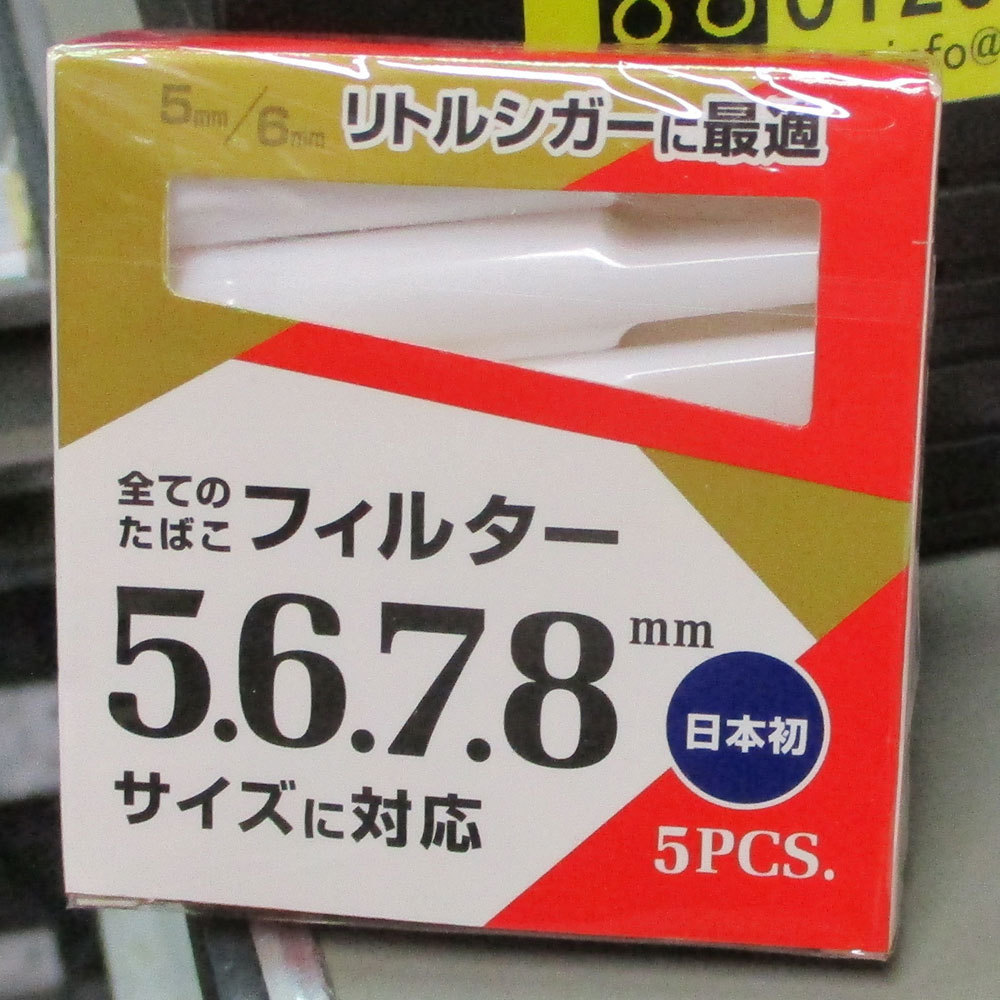 info@
5mm/6mm リトルシガーに最適
全ての
たばこ フィルター
5.6.7.8mm
サイズに対応
日本初
5PCS.